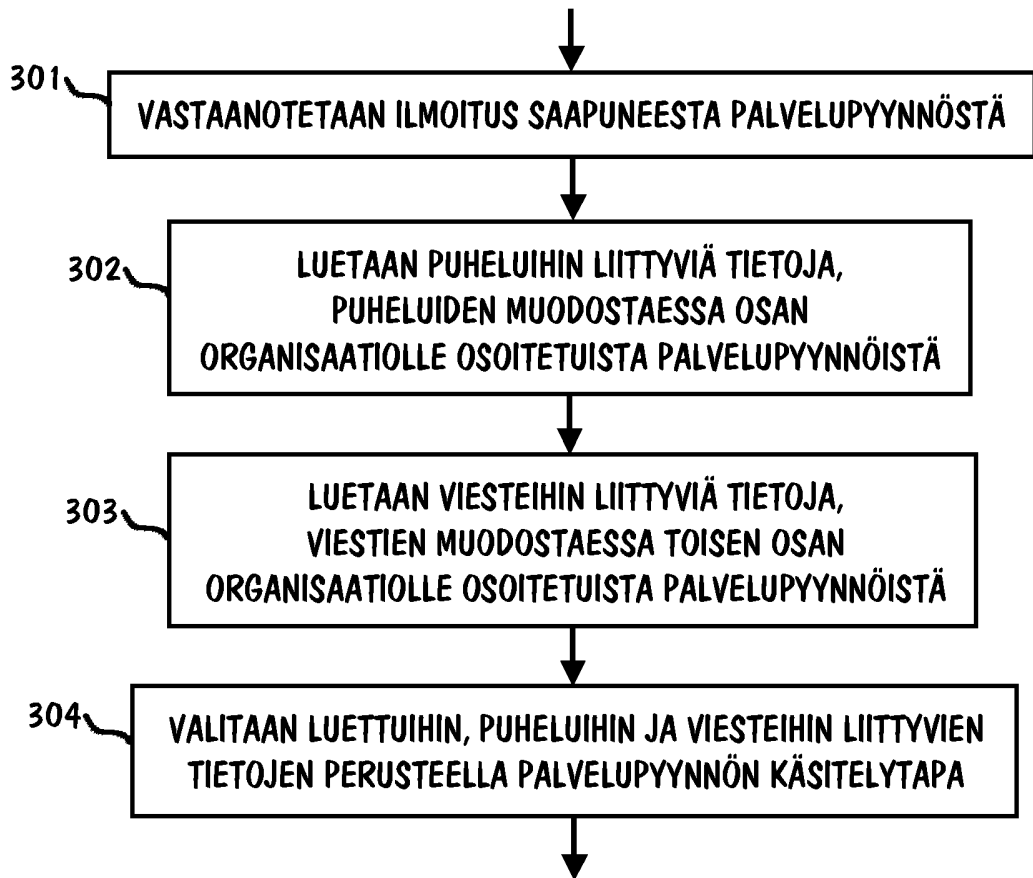 301
VASTAANOTETAAN ILMOITUS SAAPUNEESTA PALVELUPYYNNÖSTÄ
302
LUETAAN PUHELUIHIN LIITTYVIÄ TIETOJA,
PUHELUIDEN MUODOSTAESSA OSAN
ORGANISAATIOLLE OSOITETUISTA PALVELUPYYNNÖISTÄ
303
LUETAAN VIESTEIHIN LIITTYVIÄ TIETOJA,
VIESTIEN MUODOSTAESSA TOISEN OSAN
ORGANISAATIOLLE OSOITETUISTA PALVELUPYYNNÖISTÄ
304
VALITAAN LUETTUIHIN, PUHELUIHIN JA VIESTEIHIN LIITTYVIEN
TIETOJEN PERUSTEELLA PALVELUPYYNNÖN KÄSITELYTAPA